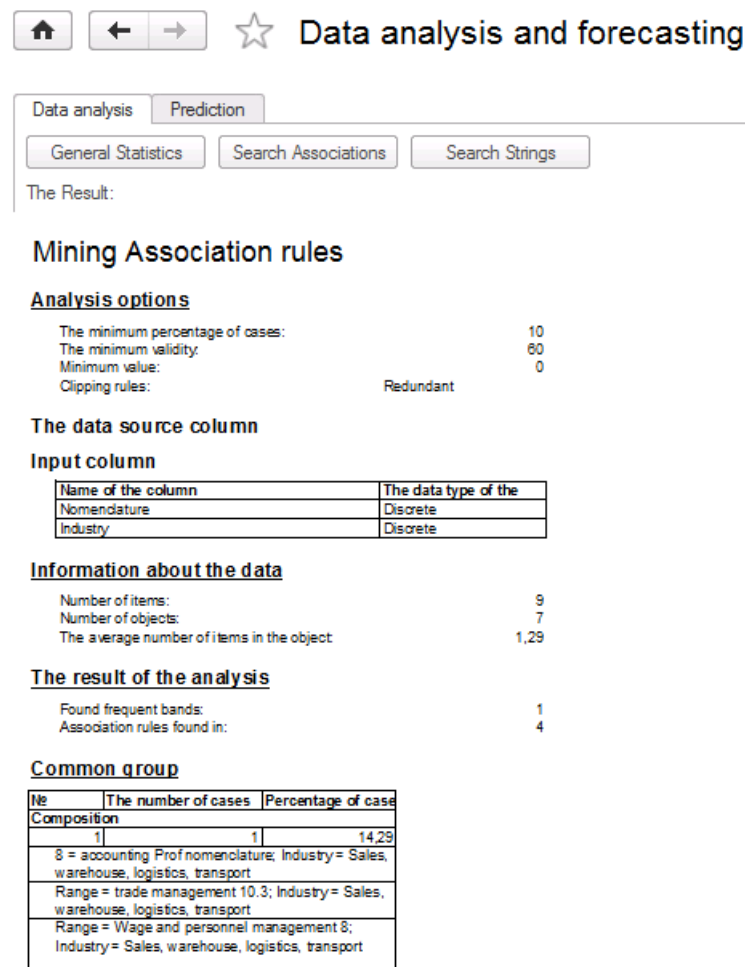 Data analysis and forecasting
Data analysis Prediction
General Statistics Search Associations Search Strings
The Result:
Mining Association rules
Analysis options
The minimum percentage of cases: 10
The minimum validity: 60
Minimum value: 0
Clipping rules: Redundant
The data source column
Input column
Name of the column The data type of the
Nomenclature Discrete
Industry Discrete
Information about the data
Number of items: 9
Number of objects: 7
The average number of items in the object: 1,29
The result of the analysis
Found frequent bands: 1
Association rules found in: 4
Common group
№ The number of cases Percentage of case
Composition
1 1 14,29
8 = accounting Prof nomenclature; Industry = Sales,
warehouse, logistics, transport
Range = trade management 10.3; Industry = Sales,
warehouse, logistics, transport
Range = Wage and personnel management 8;
Industry = Sales, warehouse, logistics, transport